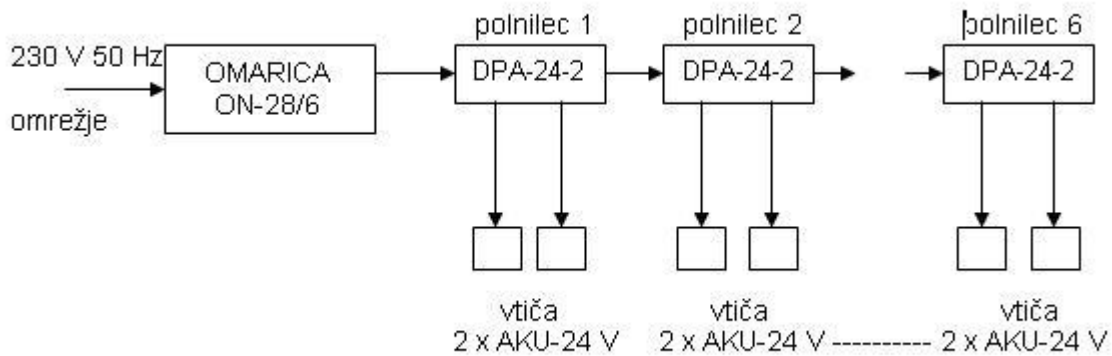 230 V 50 Hz
omrežje
OMARICA
ON-28/6
polnilec 1
DPA-24-2
polnilec 2
DPA-24-2
polnilec 6
DPA-24-2
vtiča
2 x AKU-24 V
vtiča
2 x AKU-24 V ----------
vtiča
2 x AKU-24 V